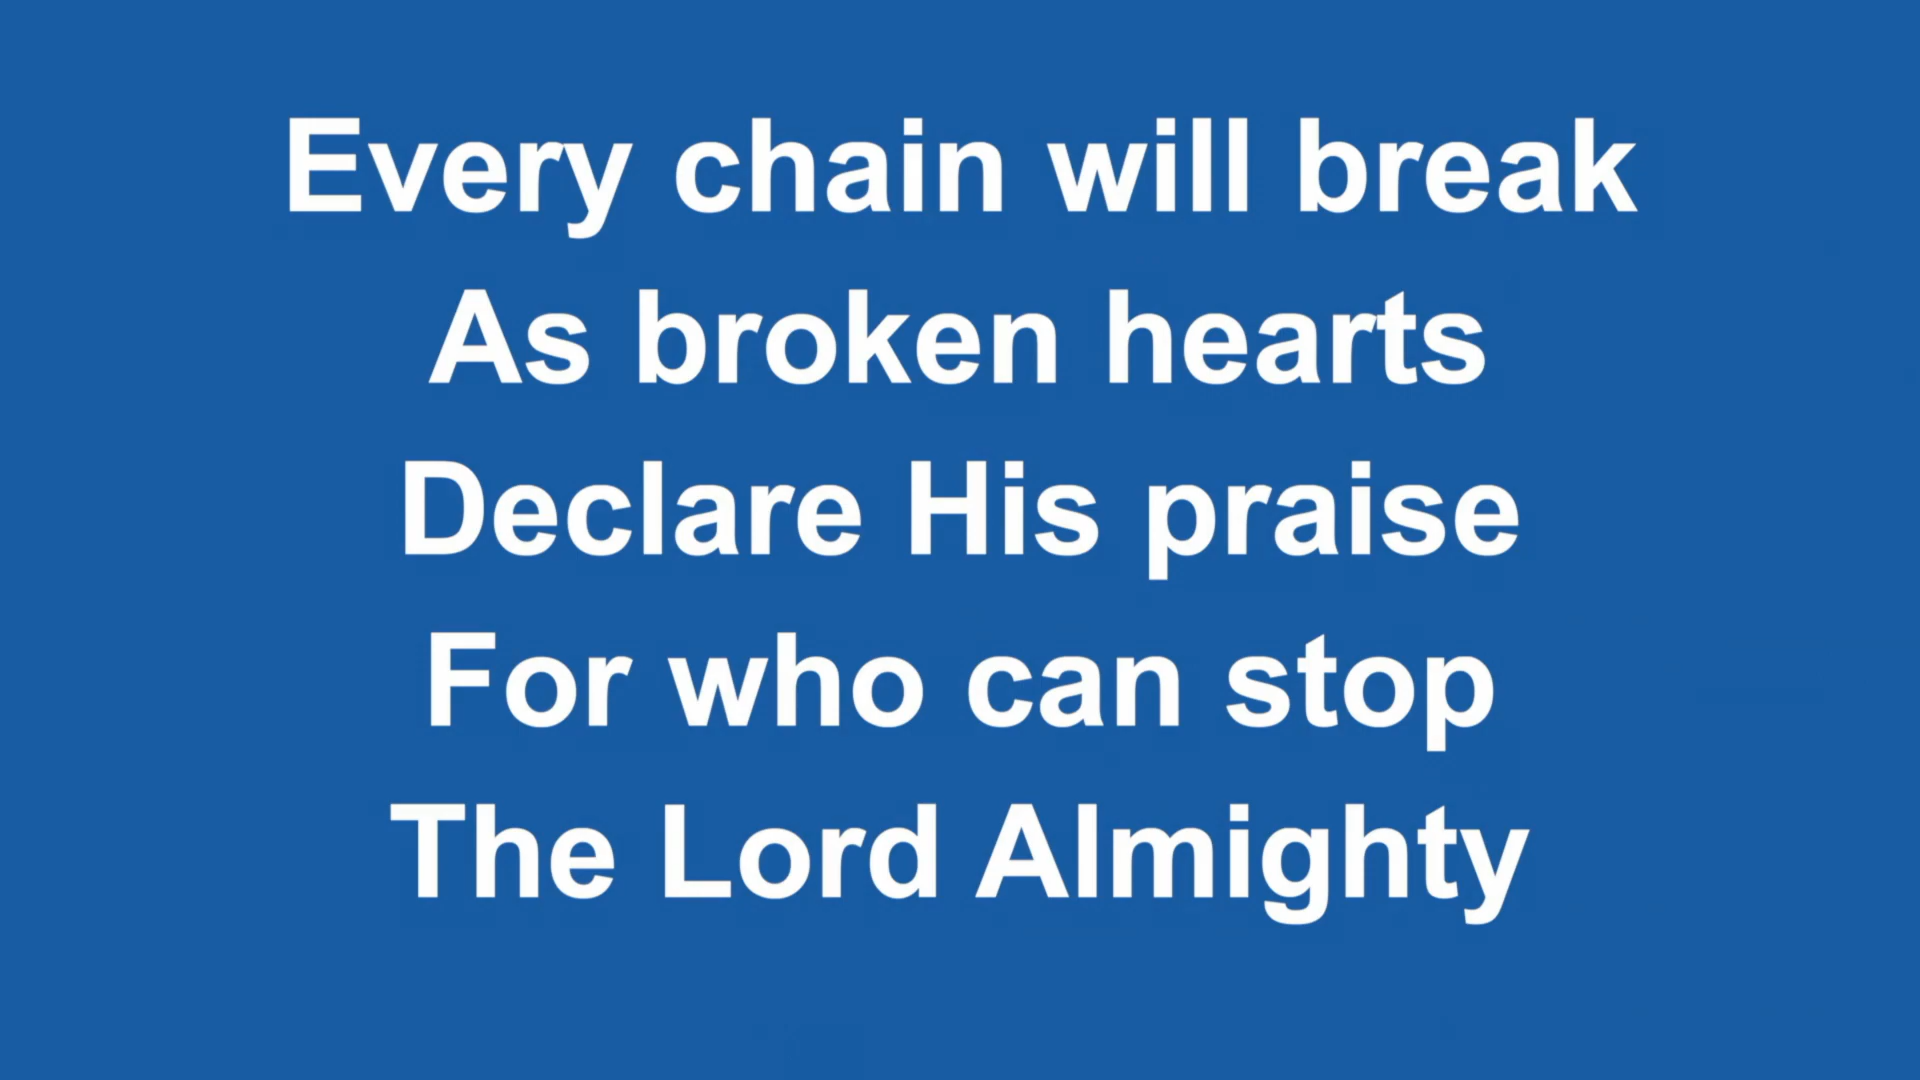 Every chain will break
As broken hearts
Declare His praise
For who can stop
The Lord Almighty